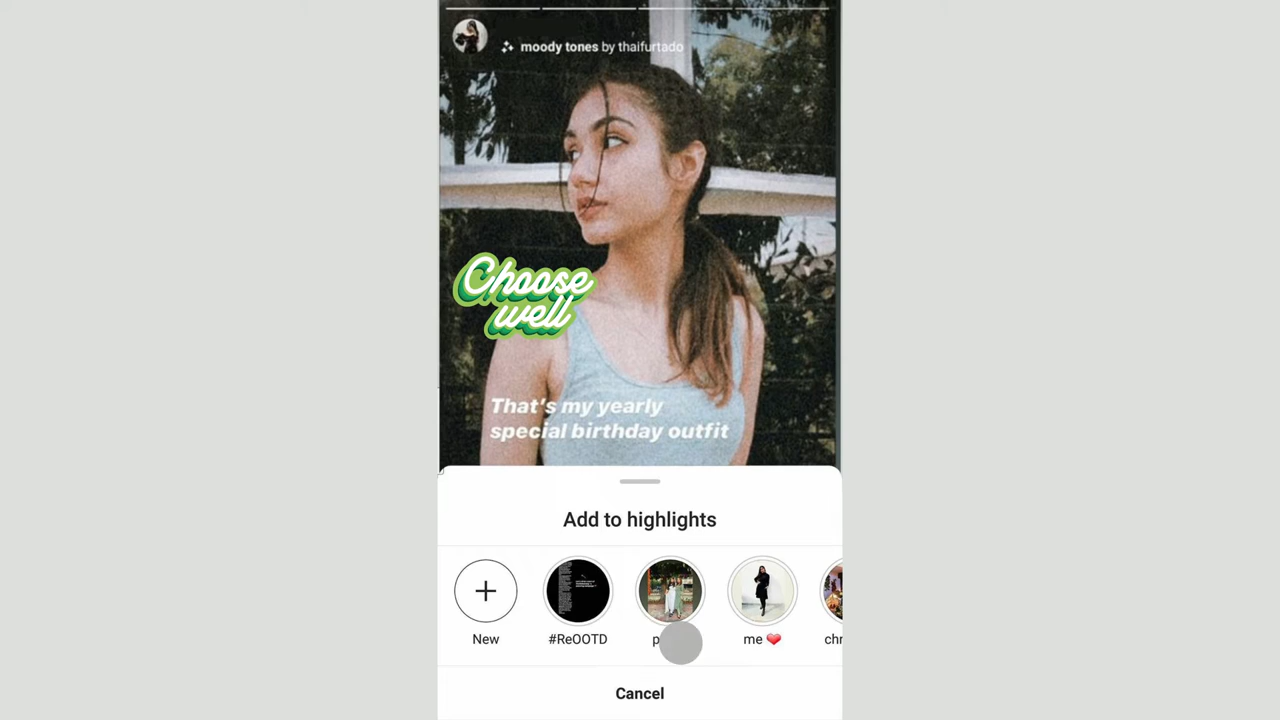 moody tones by thaifurtado
Choose
well
That's my yearly
special birthday outfit
Add to highlights
New
#ReOOTD
me ❤️
Cancel